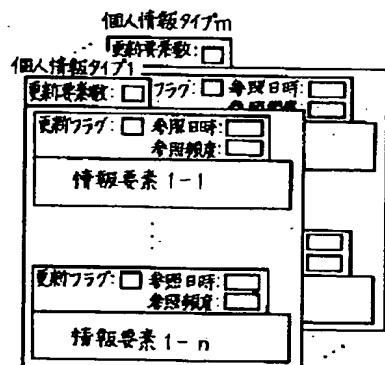 個人情報タイプm
更新要素数:
個人情報タイプ1
更新要素数:
フラグ: 参照日時:
参照頻度:
更新フラグ: 参照日時:
参照頻度:
情報要素1-1
更新フラグ: 参照日時:
参照頻度:
情報要素1-n